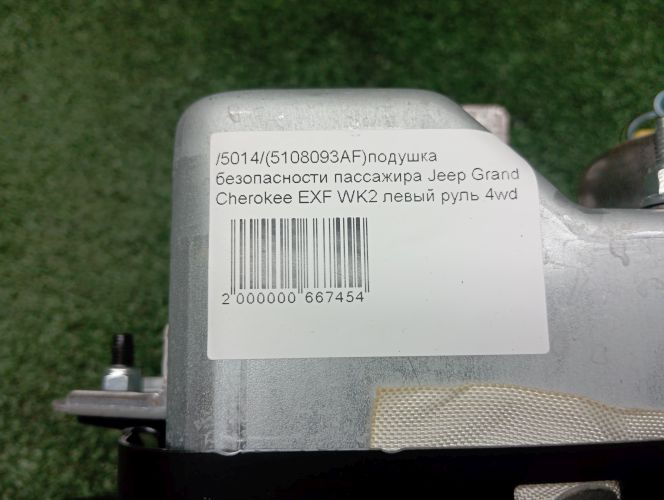 /5014/(5108093AF)подушка
безопасности пассажира Jeep Grand
Cherokee EXF WK2 левый руль 4wd
2 000000 667454